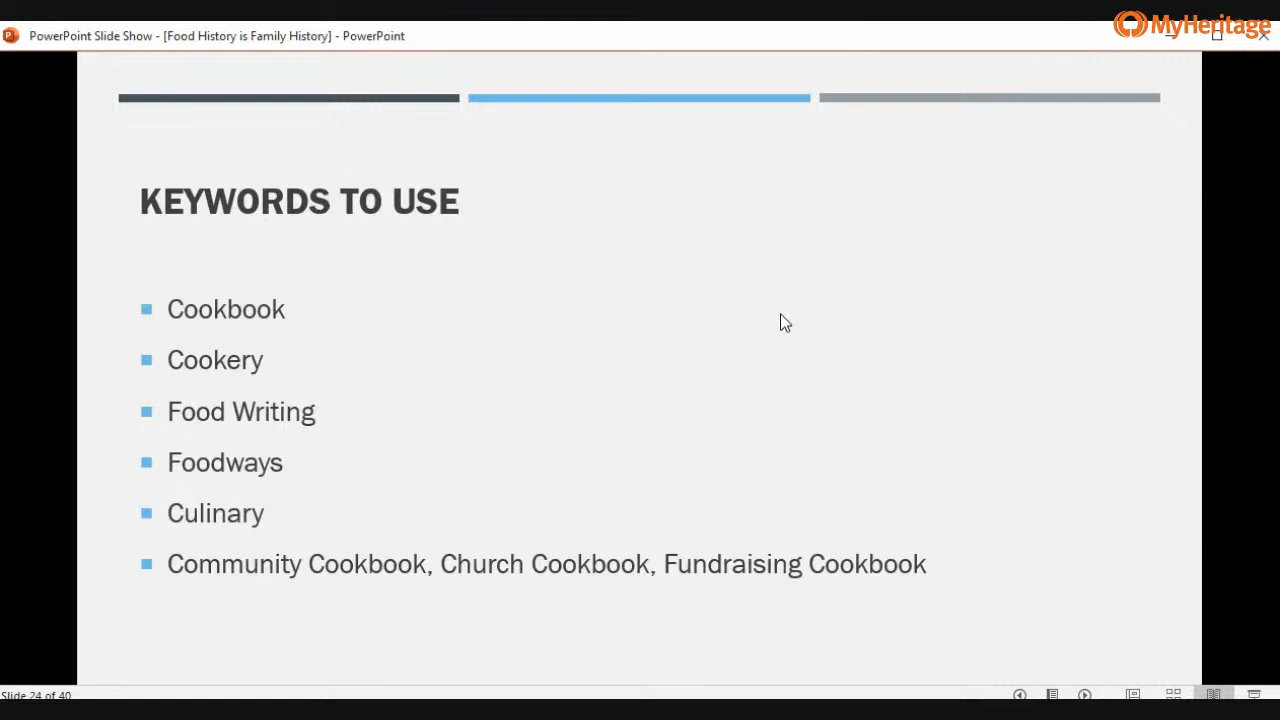 MyHeritage
PowerPoint Slide Show - [Food History is Family History] - PowerPoint
KEYWORDS TO USE
Cookbook
Cookery
Food Writing
Foodways
Culinary
Community Cookbook, Church Cookbook, Fundraising Cookbook
Slide 24 of 40